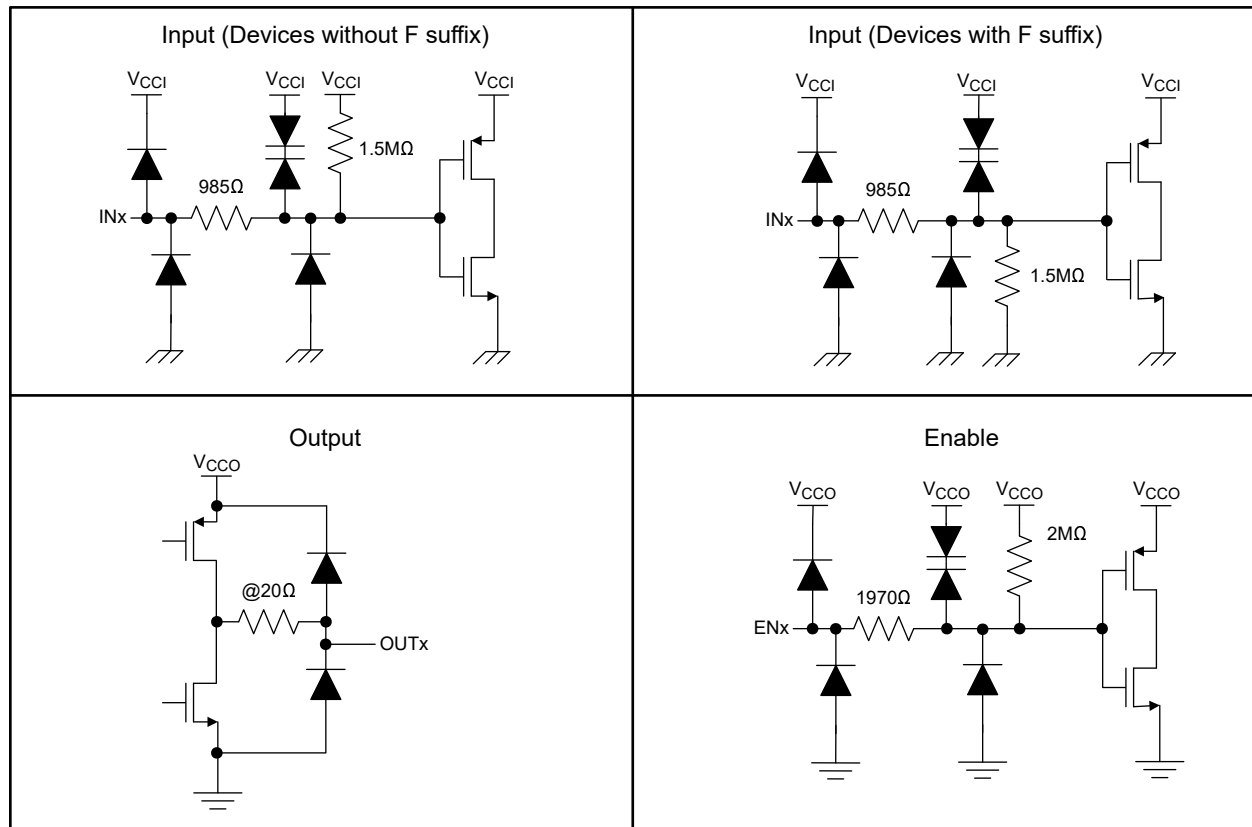 Input (Devices without F suffix)
VCCI
VCCI
VCCI
VCCI
1.5MΩ
985Ω
INx
Input (Devices with F suffix)
VCCI
VCCI
VCCI
985Ω
INx
1.5MΩ
Output
VCCO
@20Ω
OUTx
Enable
VCCO
VCCO
VCCO
VCCO
2MΩ
1970Ω
ENx